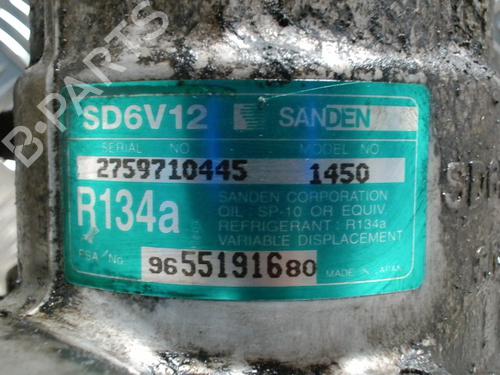 SD6V12 SANDEN
SERIAL NO MODEL NO
2759710445 1450
R134a
SANDEN CORPORATION
OIL : SP-10 OR EQUIV.
REFRIGERANT : R134a
VARIABLE DISPLACEMENT
PSA No 9655191680
MADE IN JAPAN
B-PARTS